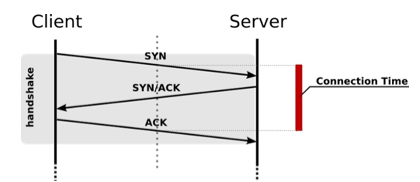 Client
Server
SYN
SYN/ACK
ACK
handshake
Connection Time